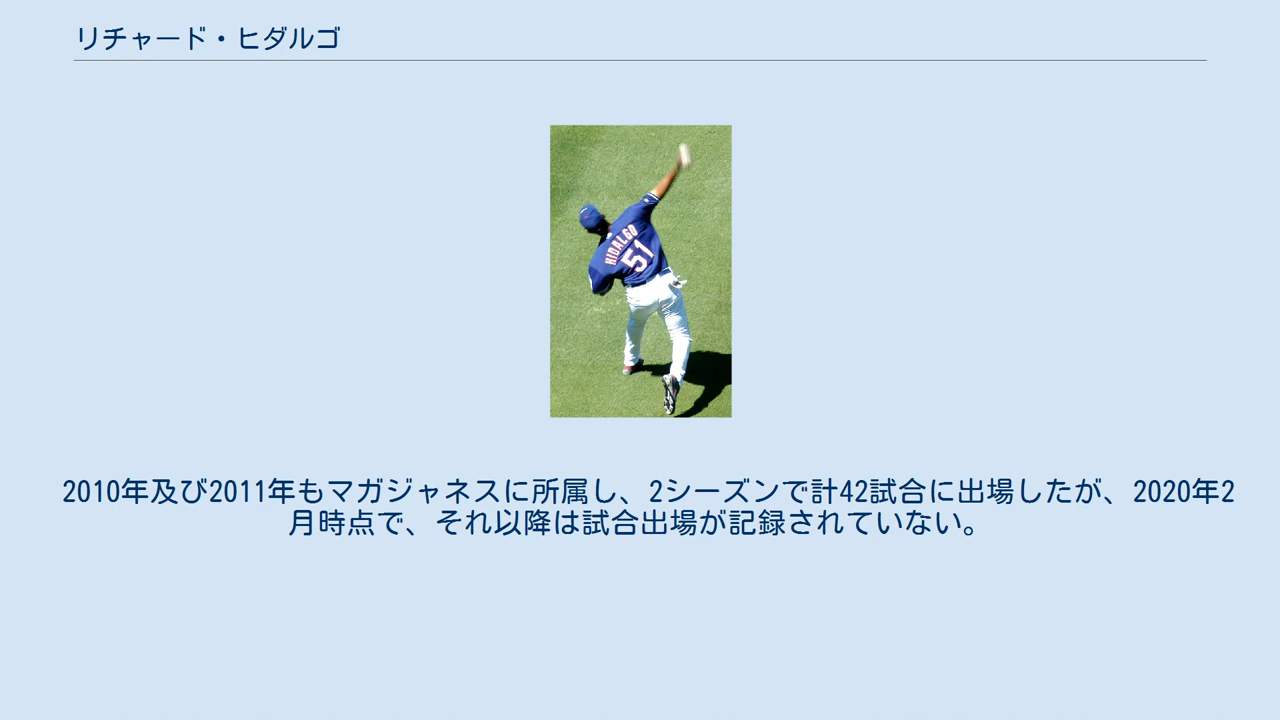 リチャード・ヒダルゴ
HIDALGO
51
2010年及び2011年もマガジャネスに所属し、2シーズンで計42試合に出場したが、2020年2
月時点で、それ以降は試合出場が記録されていない。